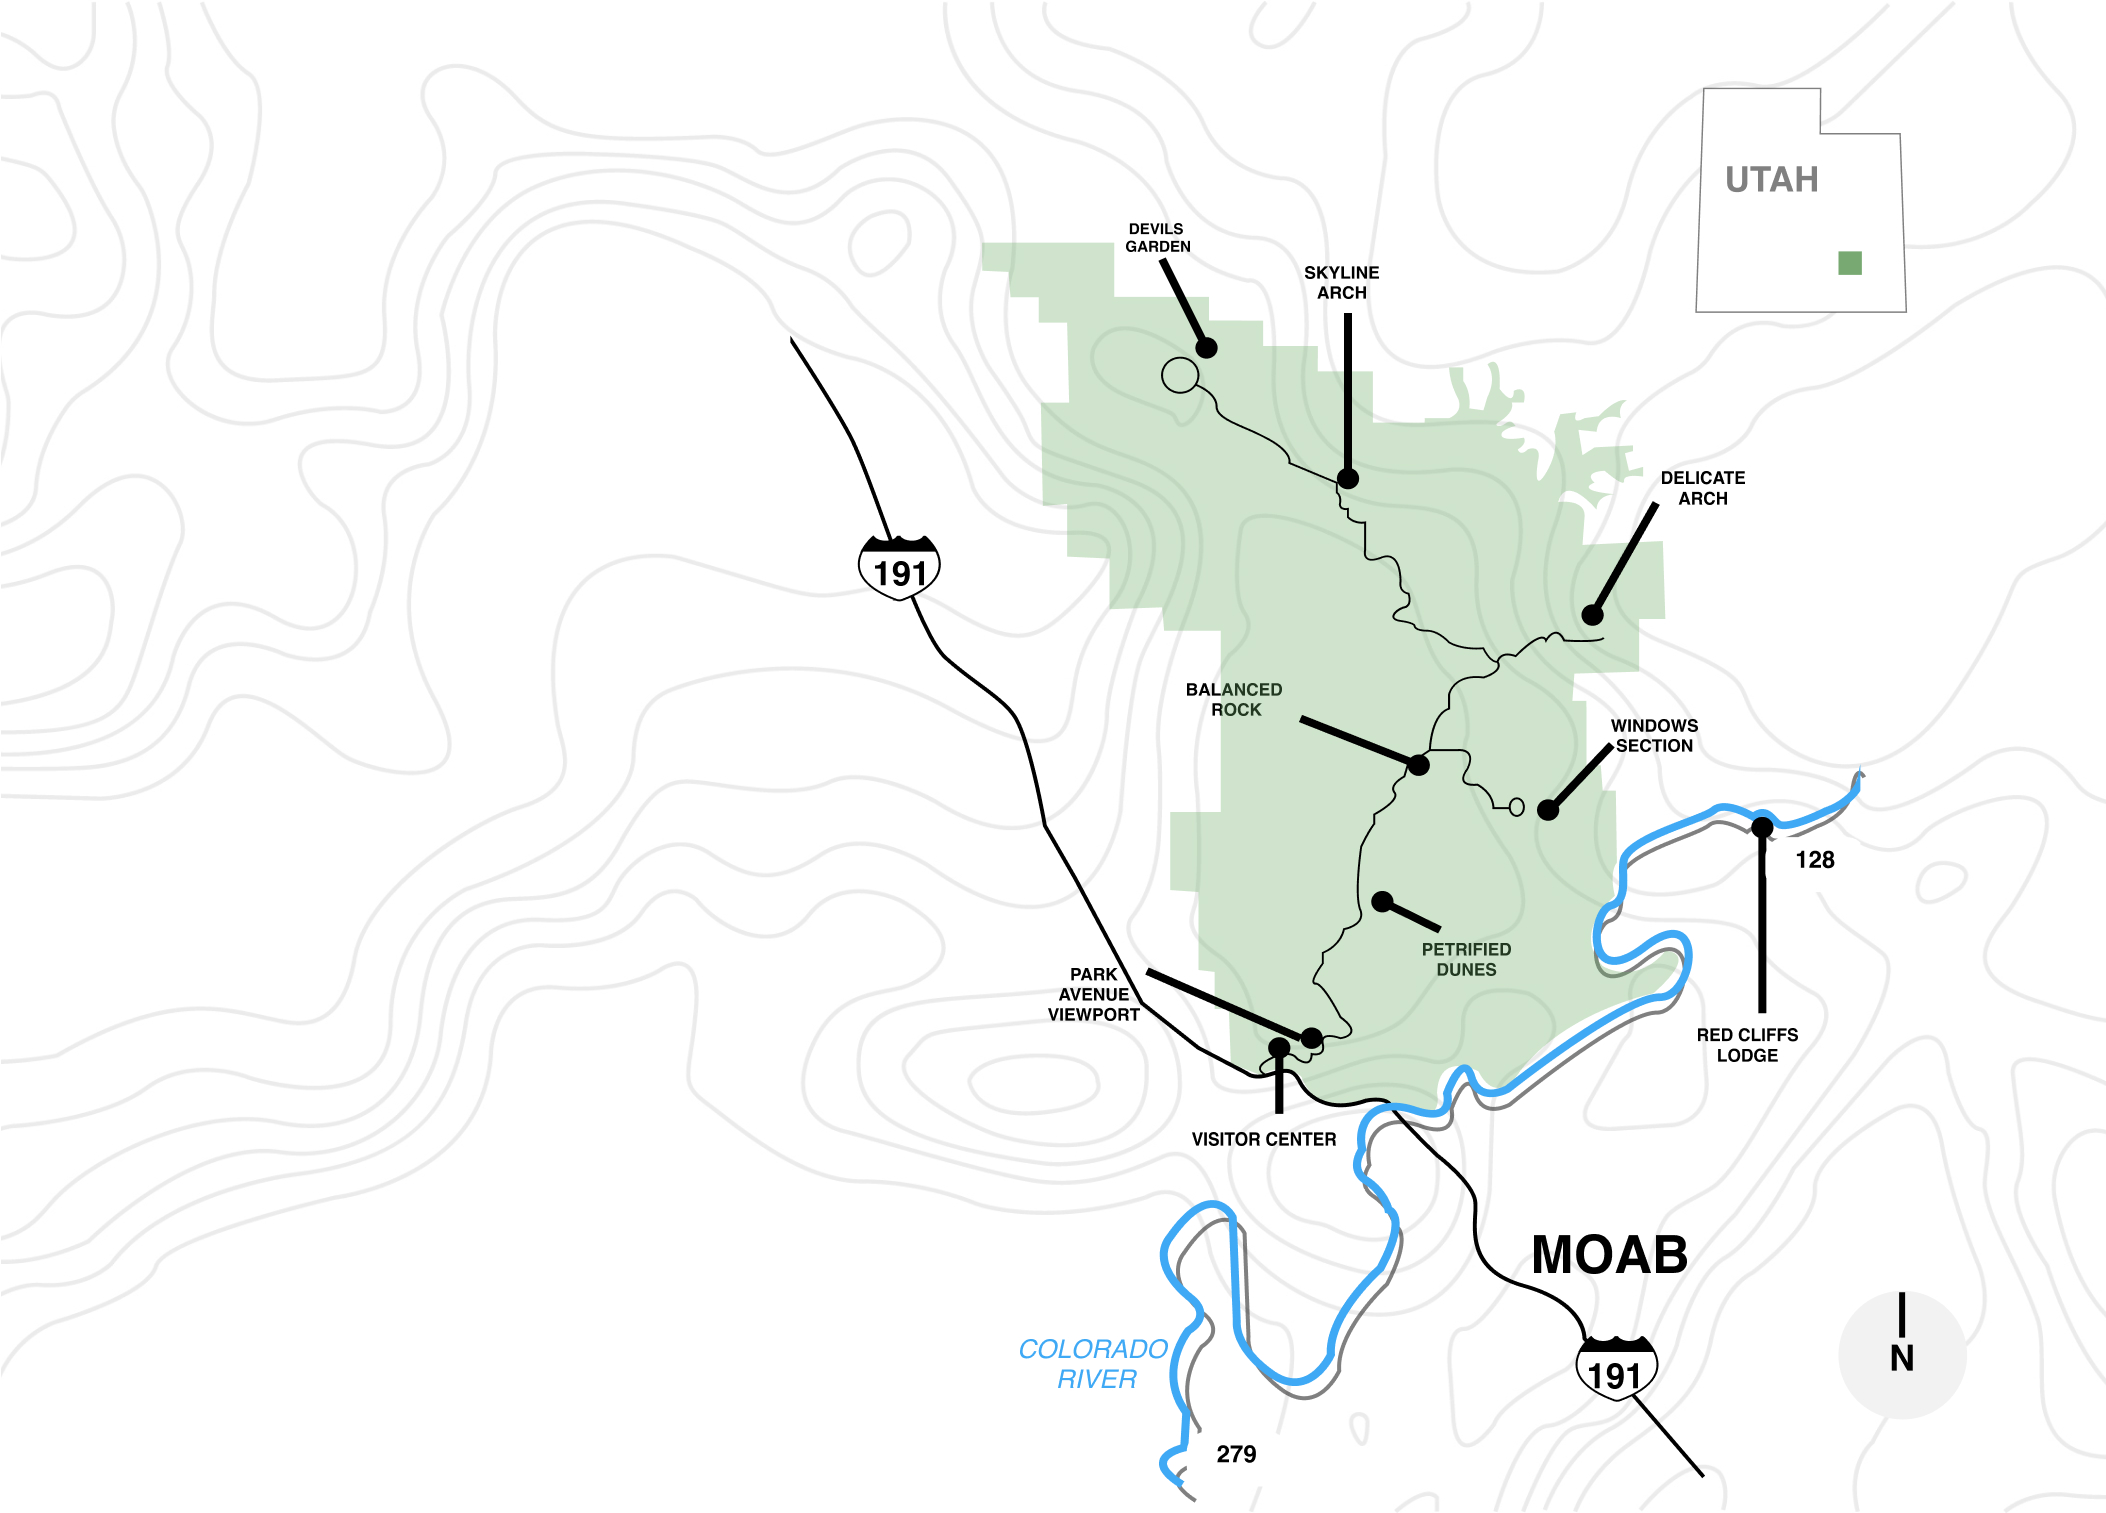 UTAH
DEVILS
GARDEN
SKYLINE
ARCH
DELICATE
ARCH
191
BALANCED
ROCK
WINDOWS
SECTION
128
PETRIFIED
DUNES
PARK
AVENUE
VIEWPORT
RED CLIFFS
LODGE
VISITOR CENTER
MOAB
COLORADO
RIVER
191
N
279